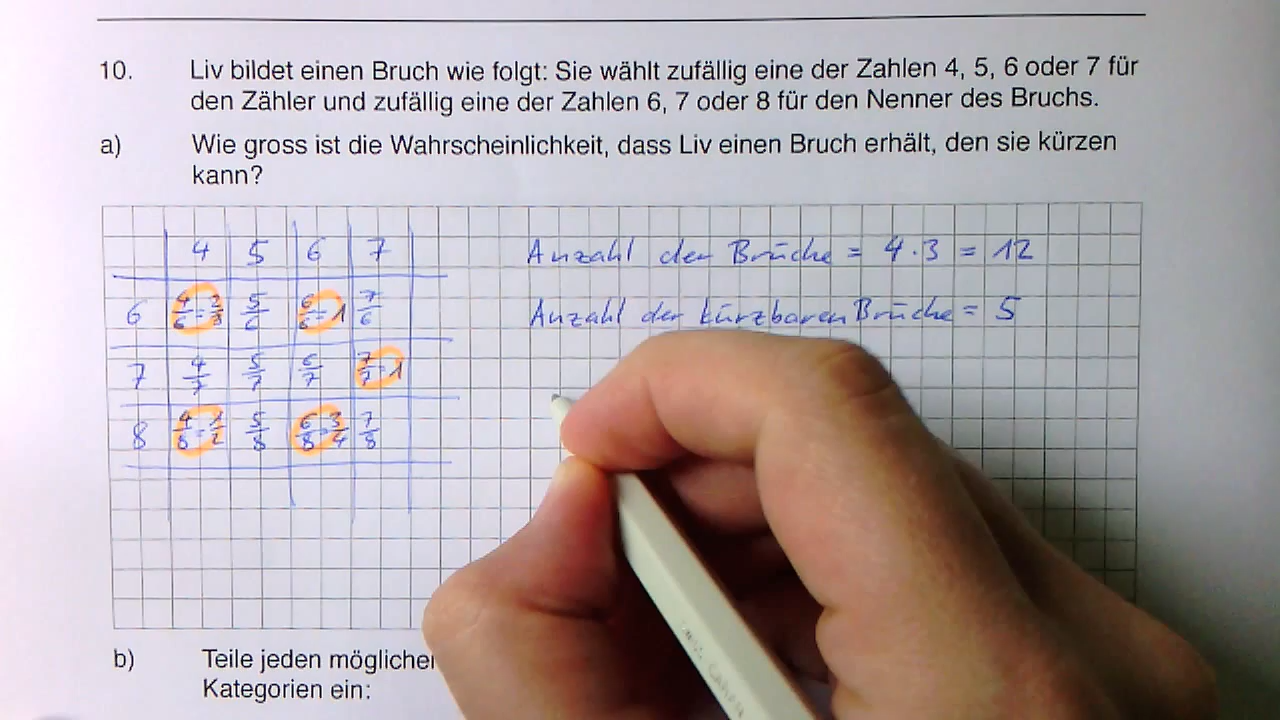 10. Liv bildet einen Bruch wie folgt: Sie wählt zufällig eine der Zahlen 4, 5, 6 oder 7 für
den Zähler und zufällig eine der Zahlen 6, 7 oder 8 für den Nenner des Bruchs.
a) Wie gross ist die Wahrscheinlichkeit, dass Liv einen Bruch erhält, den sie kürzen
kann?
4 5 6 7
Anzahl der Brüche = 4·3 = 12
6 4/6=2/3 5/6 6/6=1 7/6
Anzahl der kürzbaren Brüche = 5
7 4/7 5/7 6/7 7/7=1
8 4/8=1/2 5/8 6/8=3/4 7/8
b) Teile jeden
Kategorien ein: